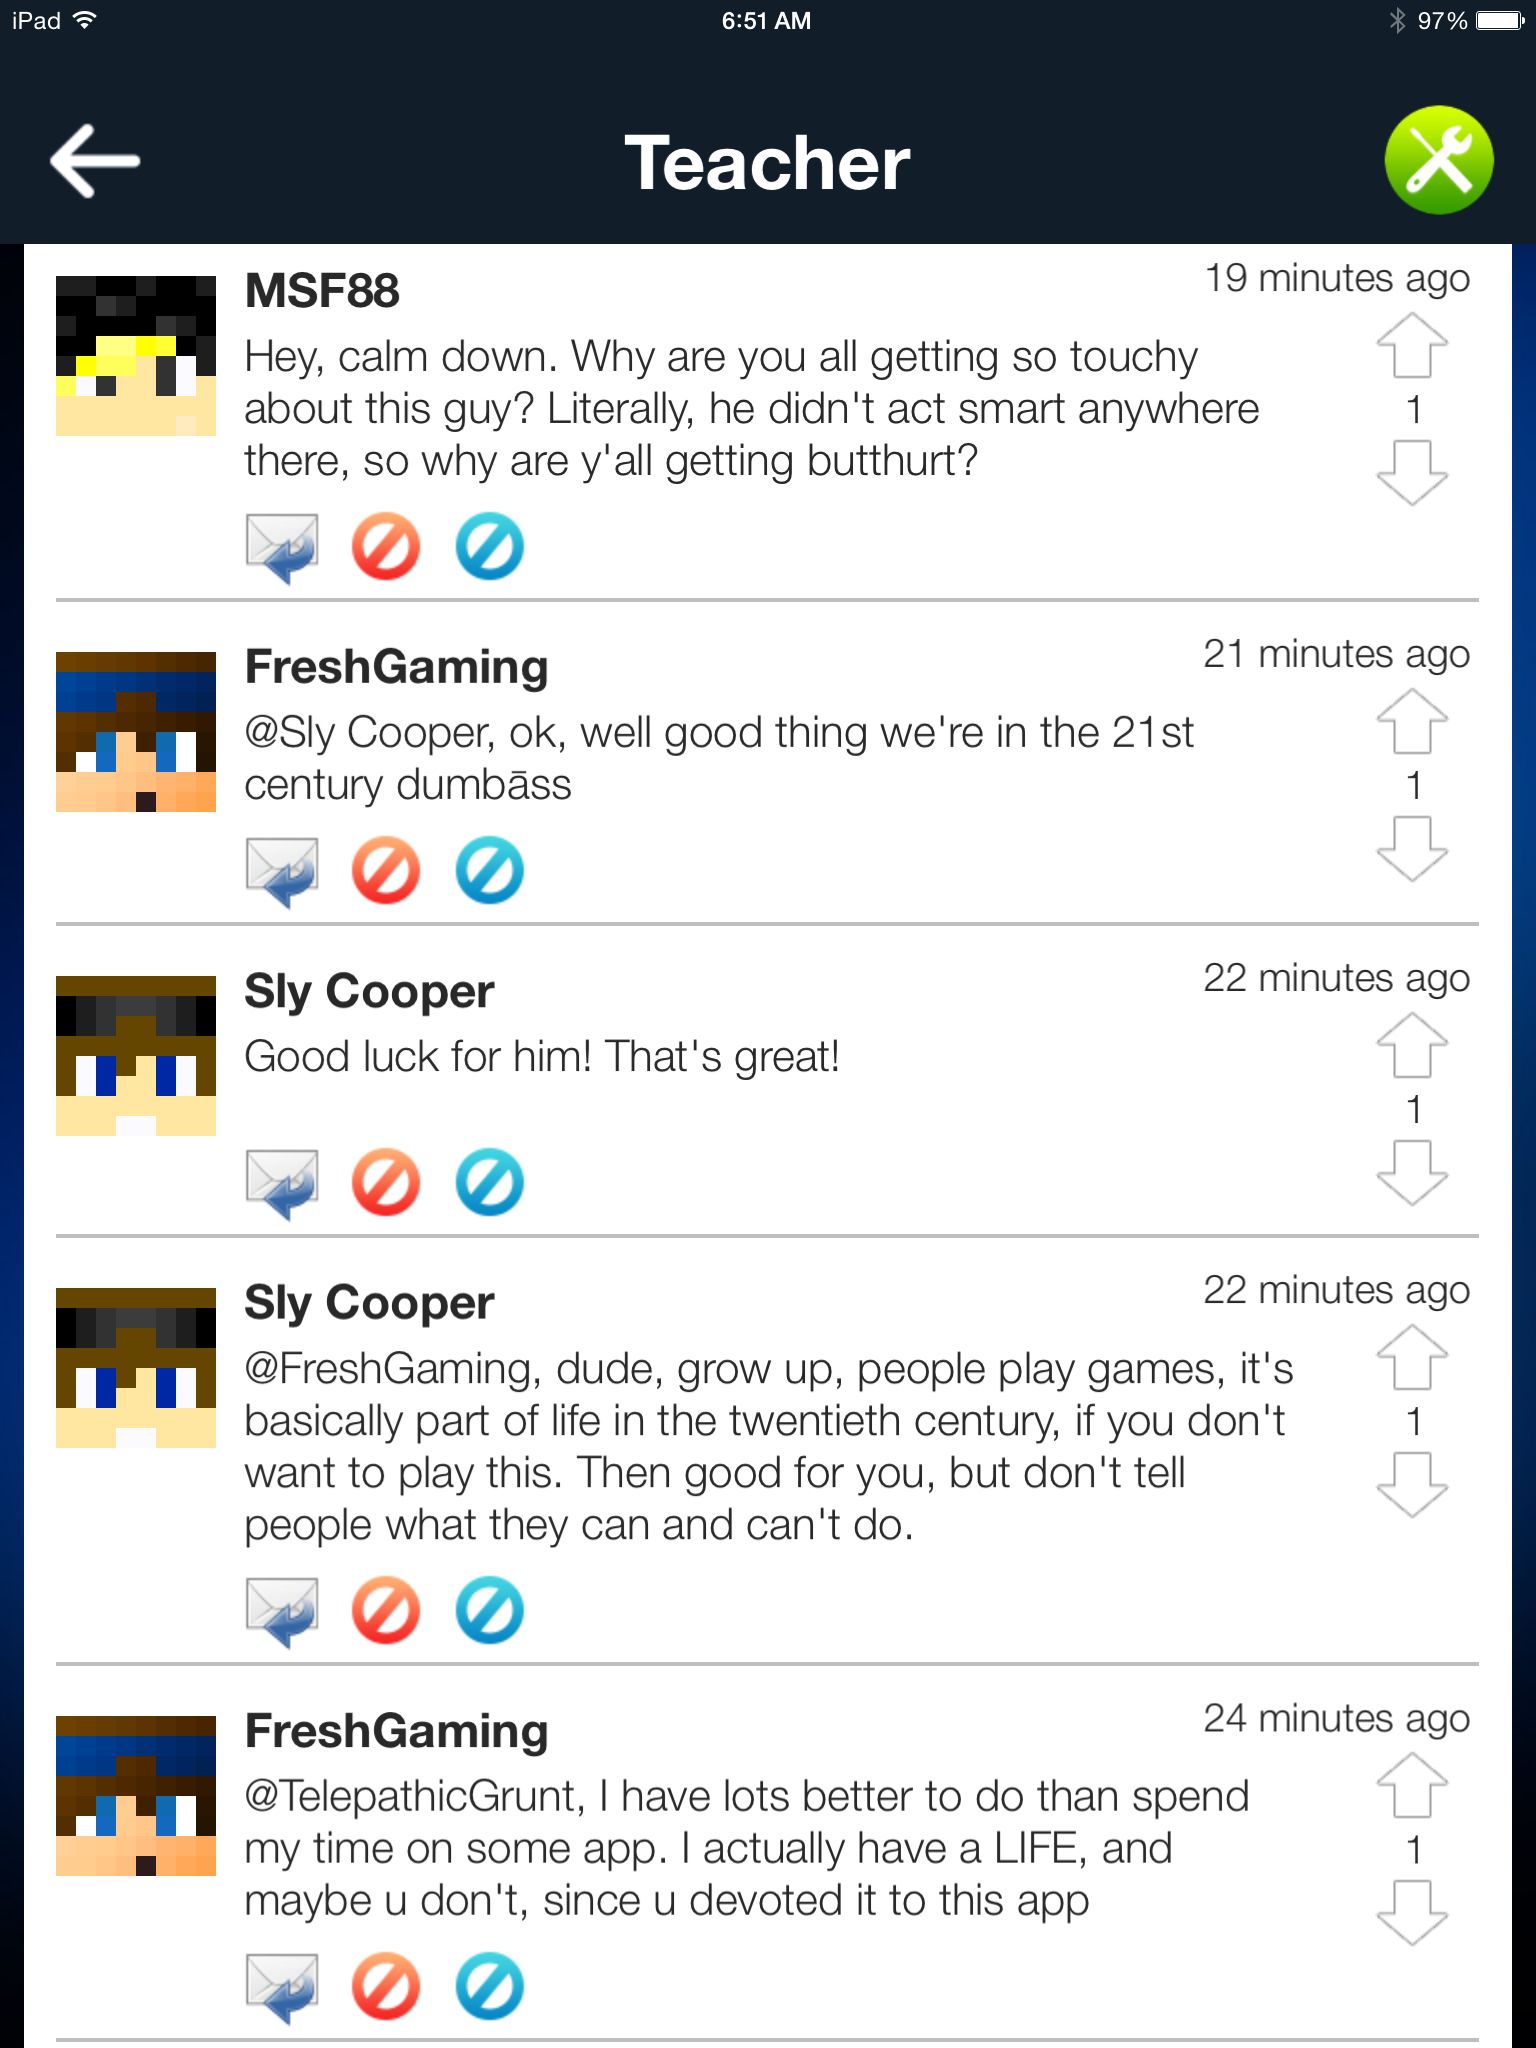 iPad 6:51 AM 97%
Teacher
MSF88 19 minutes ago
Hey, calm down. Why are you all getting so touchy
about this guy? Literally, he didn't act smart anywhere
there, so why are y'all getting butthurt?
1
FreshGaming 21 minutes ago
@Sly Cooper, ok, well good thing we're in the 21st
century dumbāss
1
Sly Cooper 22 minutes ago
Good luck for him! That's great!
1
Sly Cooper 22 minutes ago
@FreshGaming, dude, grow up, people play games, it's
basically part of life in the twentieth century, if you don't
want to play this. Then good for you, but don't tell
people what they can and can't do.
1
FreshGaming 24 minutes ago
@TelepathicGrunt, I have lots better to do than spend
my time on some app. I actually have a LIFE, and
maybe u don't, since u devoted it to this app
1